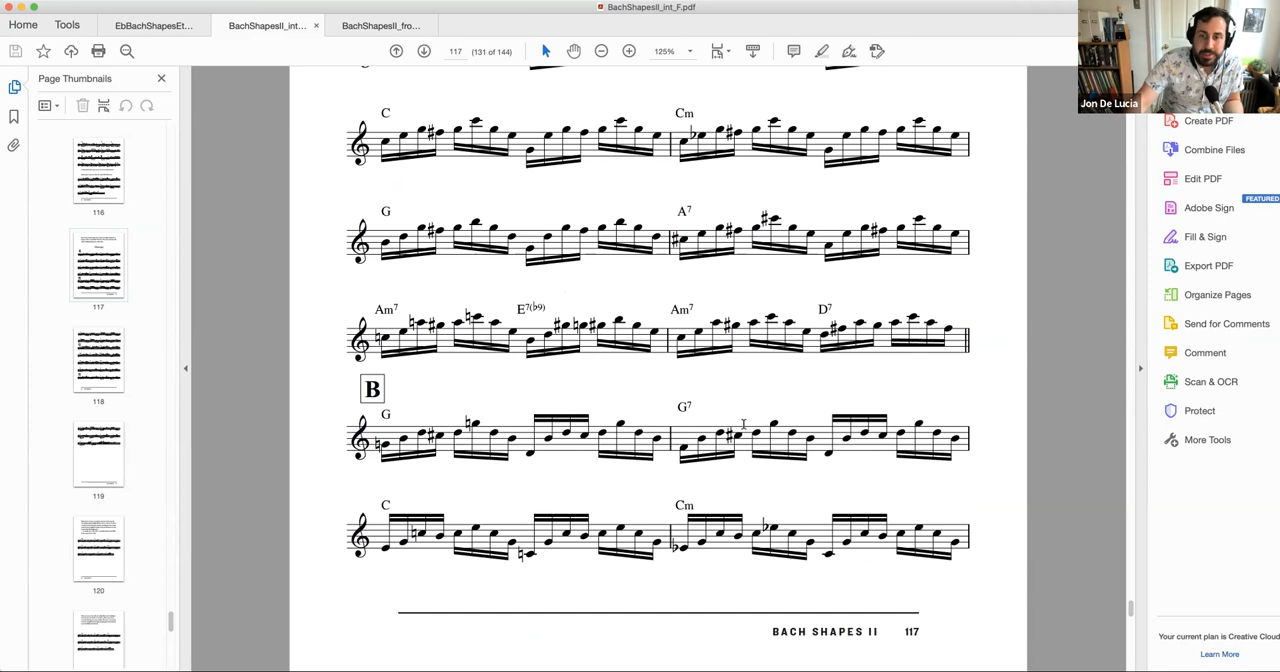 BachShapesII_int_F.pdf
Home Tools EbBachShapesEt... BachShapesII_int... × BachShapesII_fro...
117 (131 of 144) 125%
Jon De Lucia
Page Thumbnails
116
117
118
119
120
C Cm
G A7
Am7 E7(b9) Am7 D7
B
G G7
C Cm
BACH SHAPES II 117
Create PDF
Combine Files
Edit PDF
FEATURED
Adobe Sign
Fill & Sign
Export PDF
Organize Pages
Send for Comments
Comment
Scan & OCR
Protect
More Tools
Your current plan is Creative Cloud
Learn More